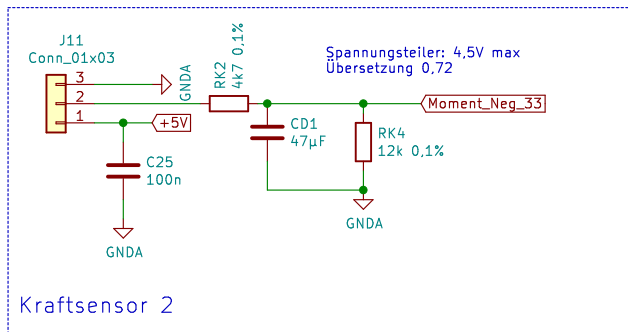 J11
Conn_01x03
3
2
1
GNDA
+5V
RK2
4k7 0,1%
Spannungsteiler: 4,5V max
Übersetzung 0,72
Moment_Neg_33
CD1
47µF
RK4
12k 0,1%
C25
100n
GNDA
GNDA
Kraftsensor 2